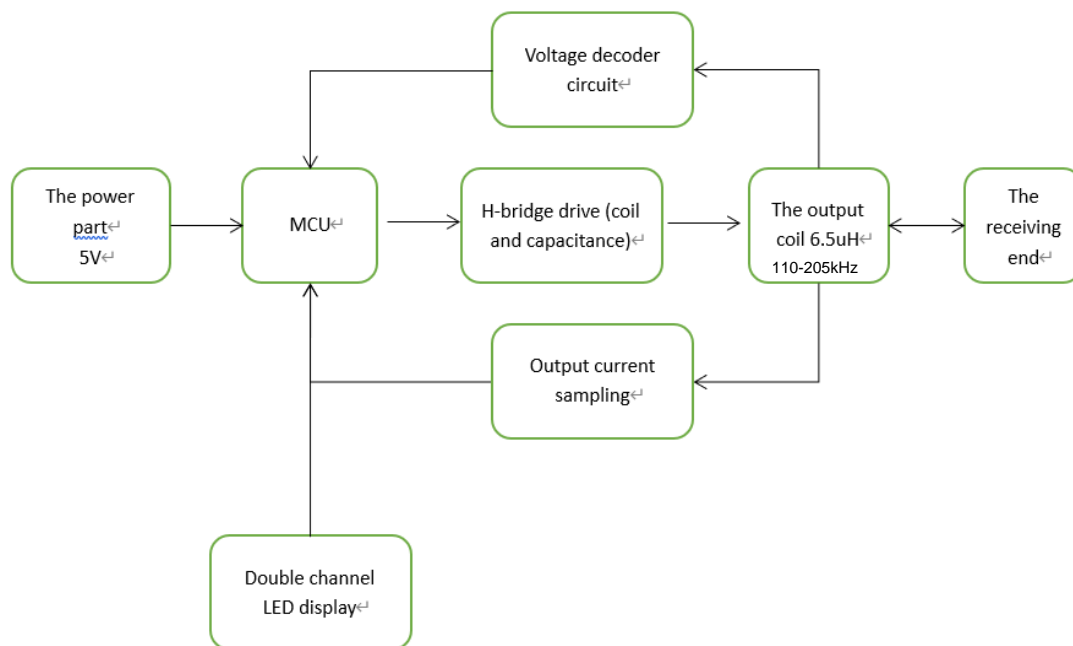 Voltage decoder
circuit↵
The power
part↵
5V↵
MCU↵
H-bridge drive (coil
and capacitance)↵
The output
coil 6.5uH↵
110-205kHz
The
receiving
end↵
Output current
sampling↵
Double channel
LED display↵